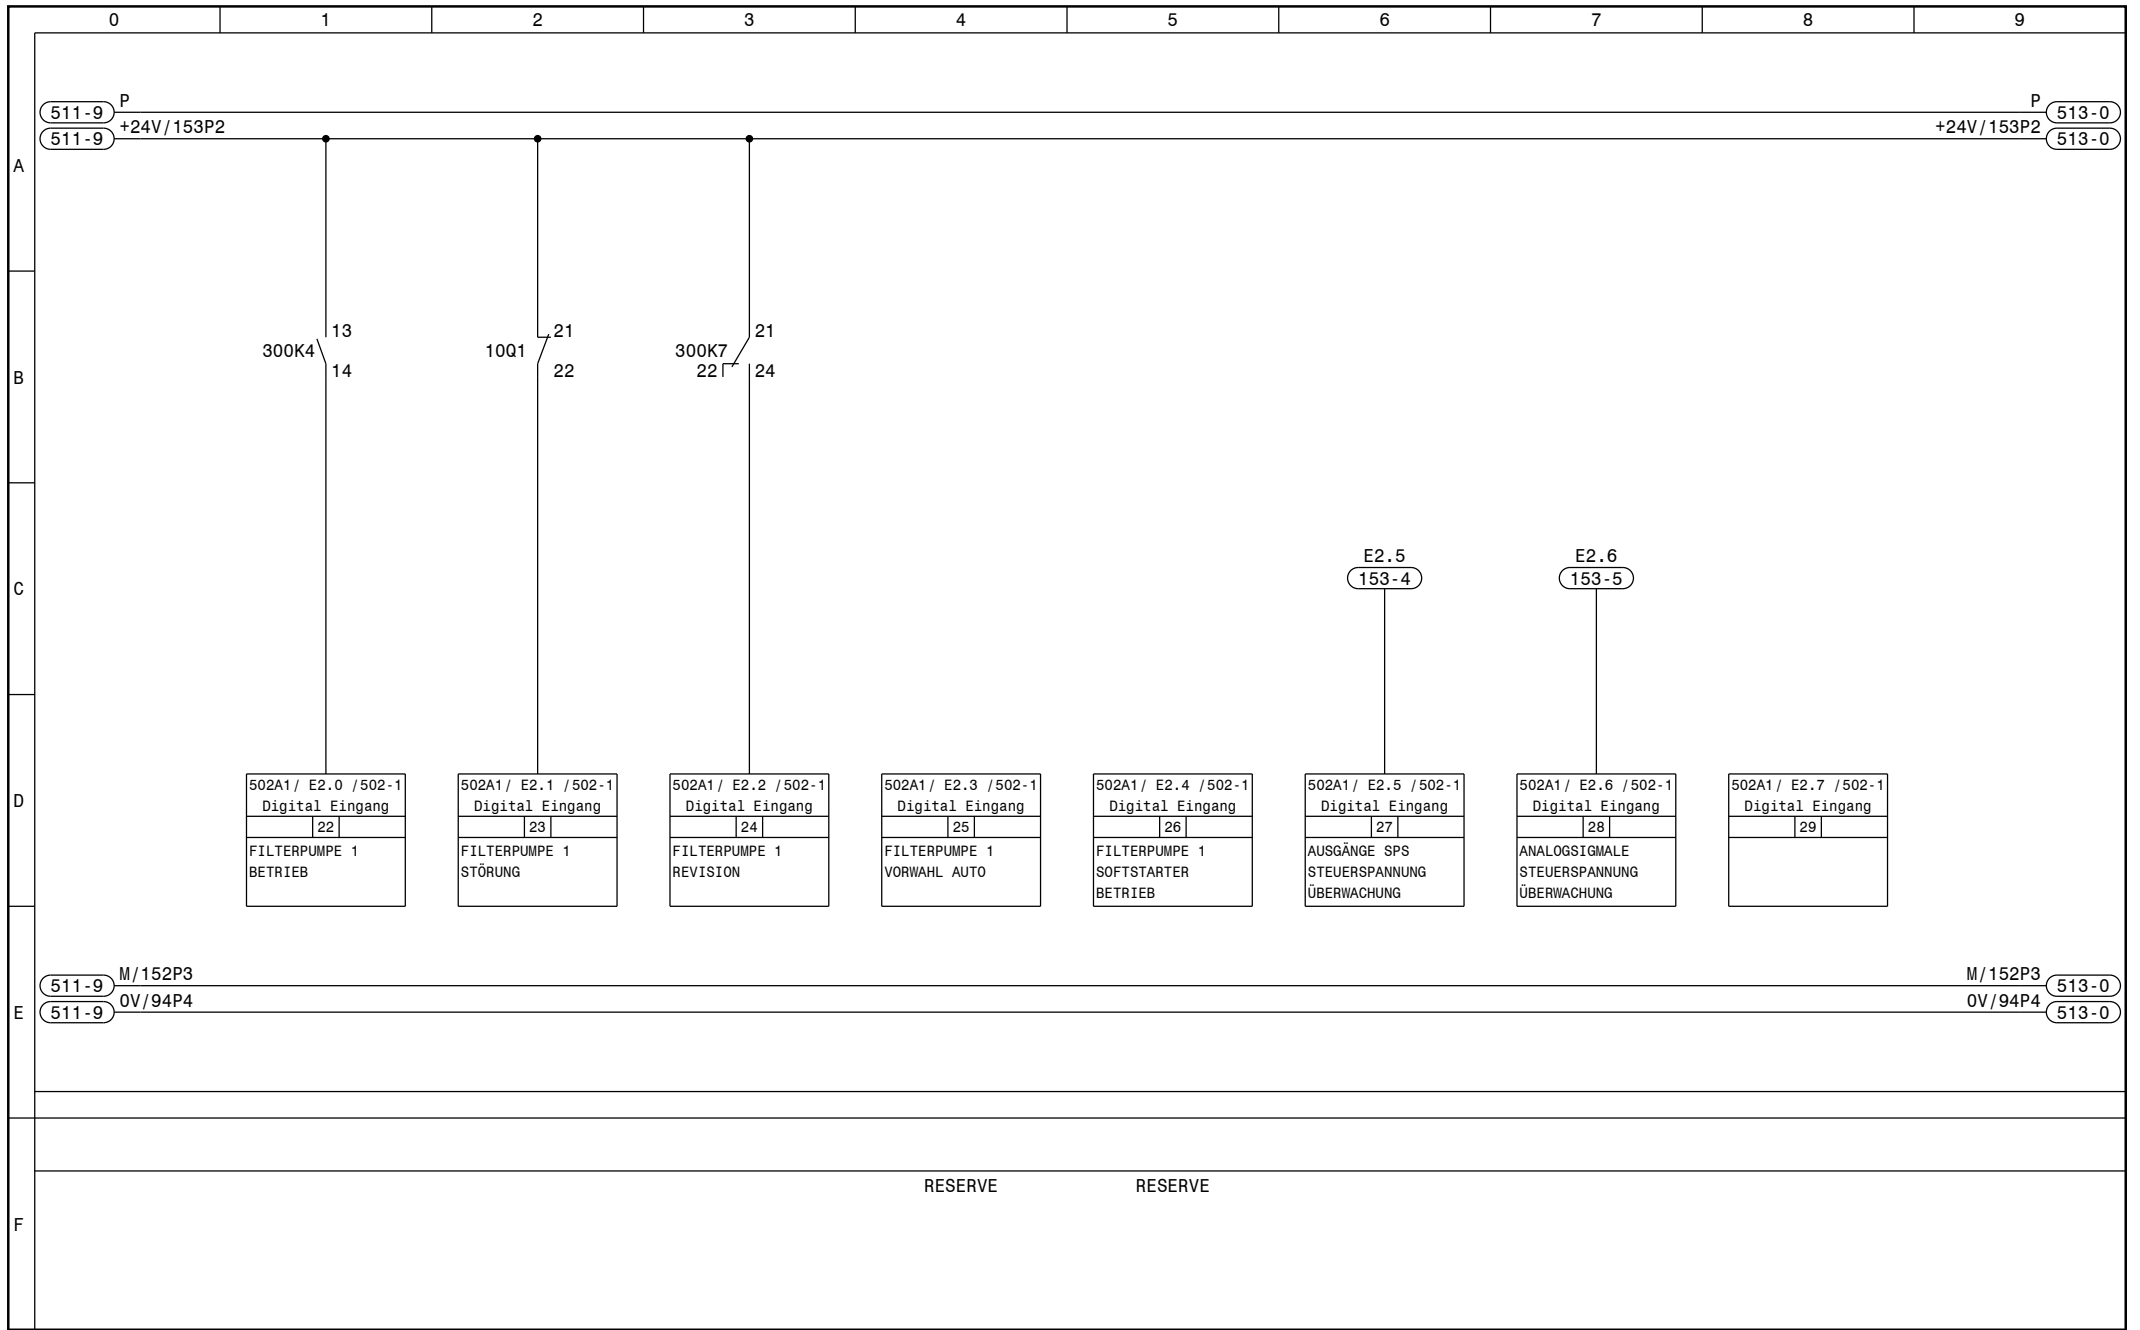 0 1 2 3 4 5 6 7 8 9
P P
511-9 513-0
+24V/153P2 +24V/153P2
511-9 513-0
A
13 21 21
300K4 10Q1 300K7
14 22 22 24
B
E2.5 E2.6
153-4 153-5
C
502A1/ E2.0 /502-1
Digital Eingang
22
FILTERPUMPE 1
BETRIEB
502A1/ E2.1 /502-1
Digital Eingang
23
FILTERPUMPE 1
STÖRUNG
502A1/ E2.2 /502-1
Digital Eingang
24
FILTERPUMPE 1
REVISION
502A1/ E2.3 /502-1
Digital Eingang
25
FILTERPUMPE 1
VORWAHL AUTO
502A1/ E2.4 /502-1
Digital Eingang
26
FILTERPUMPE 1
SOFTSTARTER
BETRIEB
502A1/ E2.5 /502-1
Digital Eingang
27
AUSGÄNGE SPS
STEUERSPANNUNG
ÜBERWACHUNG
502A1/ E2.6 /502-1
Digital Eingang
28
ANALOGSIGMALE
STEUERSPANNUNG
ÜBERWACHUNG
502A1/ E2.7 /502-1
Digital Eingang
29
D
M/152P3 M/152P3
511-9 513-0
0V/94P4 0V/94P4
511-9 513-0
E
RESERVE RESERVE
F